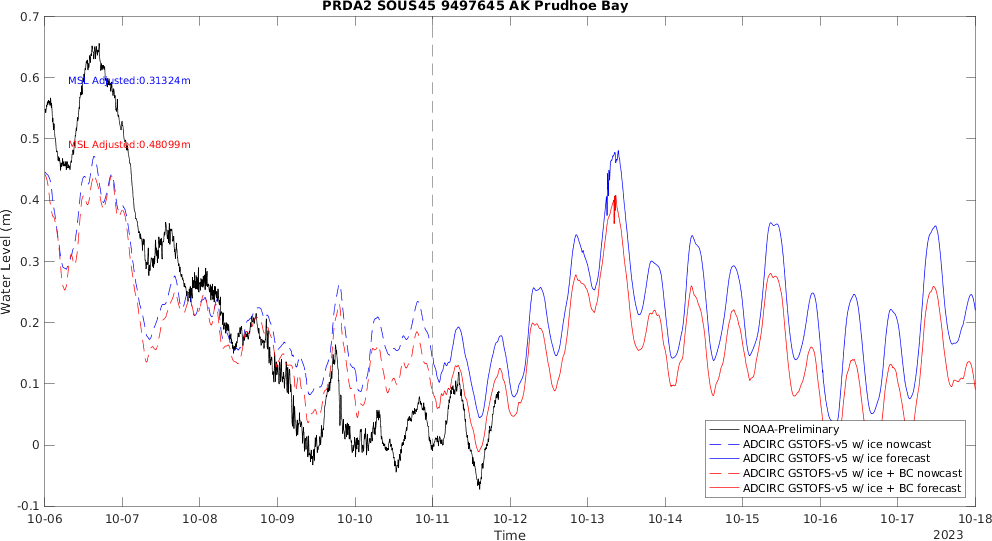 PRDA2 SOUS45 9497645 AK Prudhoe Bay
0.7
0.6
0.5
0.4
0.3
0.2
0.1
0
-0.1
Water Level (m)
MSL Adjusted:0.31324m
MSL Adjusted:0.48099m
NOAA-Preliminary
ADCIRC GSTOFS-v5 w/ ice nowcast
ADCIRC GSTOFS-v5 w/ ice forecast
ADCIRC GSTOFS-v5 w/ ice + BC nowcast
ADCIRC GSTOFS-v5 w/ ice + BC forecast
10-06 10-07 10-08 10-09 10-10 10-11 10-12 10-13 10-14 10-15 10-16 10-17 10-18
Time
2023